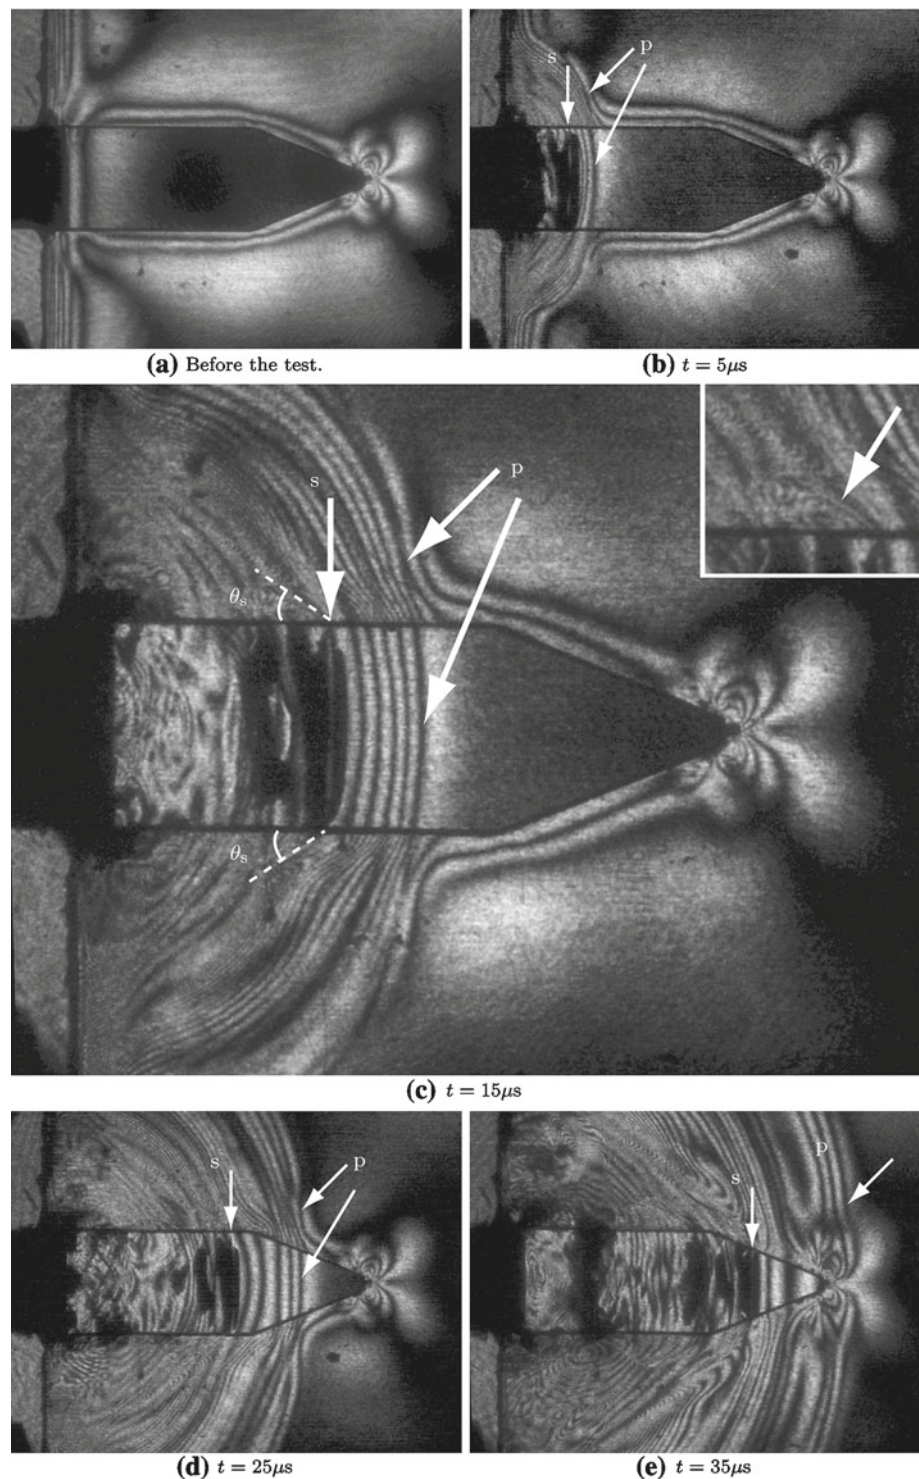 s
p
(a) Before the test.
(b) t = 5μs
s
p
θs
θs
(c) t = 15μs
s
p
(d) t = 25μs
s
p
(e) t = 35μs